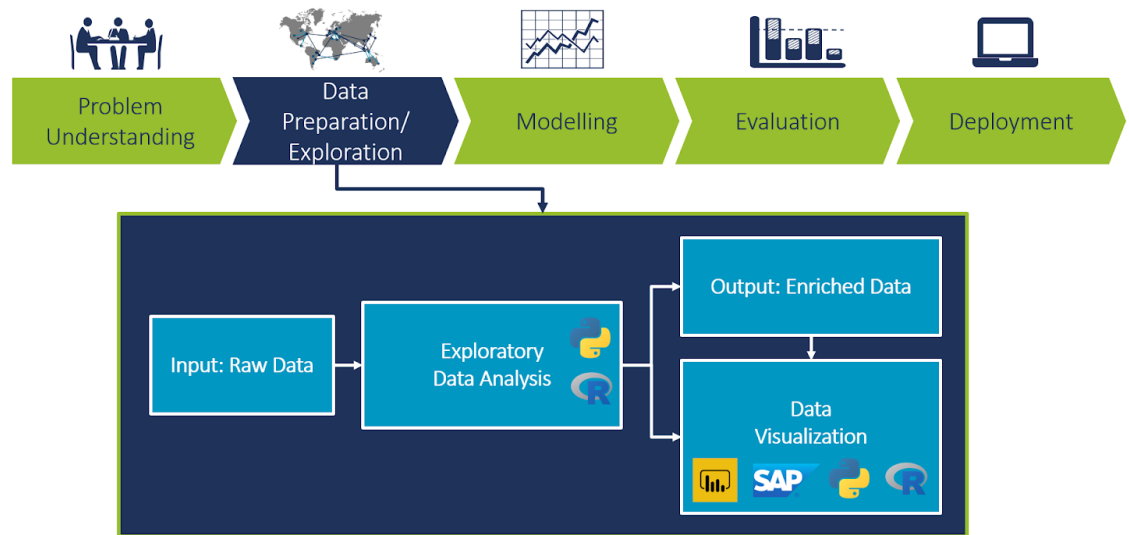 Problem
Understanding
Data
Preparation/
Exploration
Modelling
Evaluation
Deployment
Input: Raw Data
Exploratory
Data Analysis
R
Output: Enriched Data
Data
Visualization
SAP
R